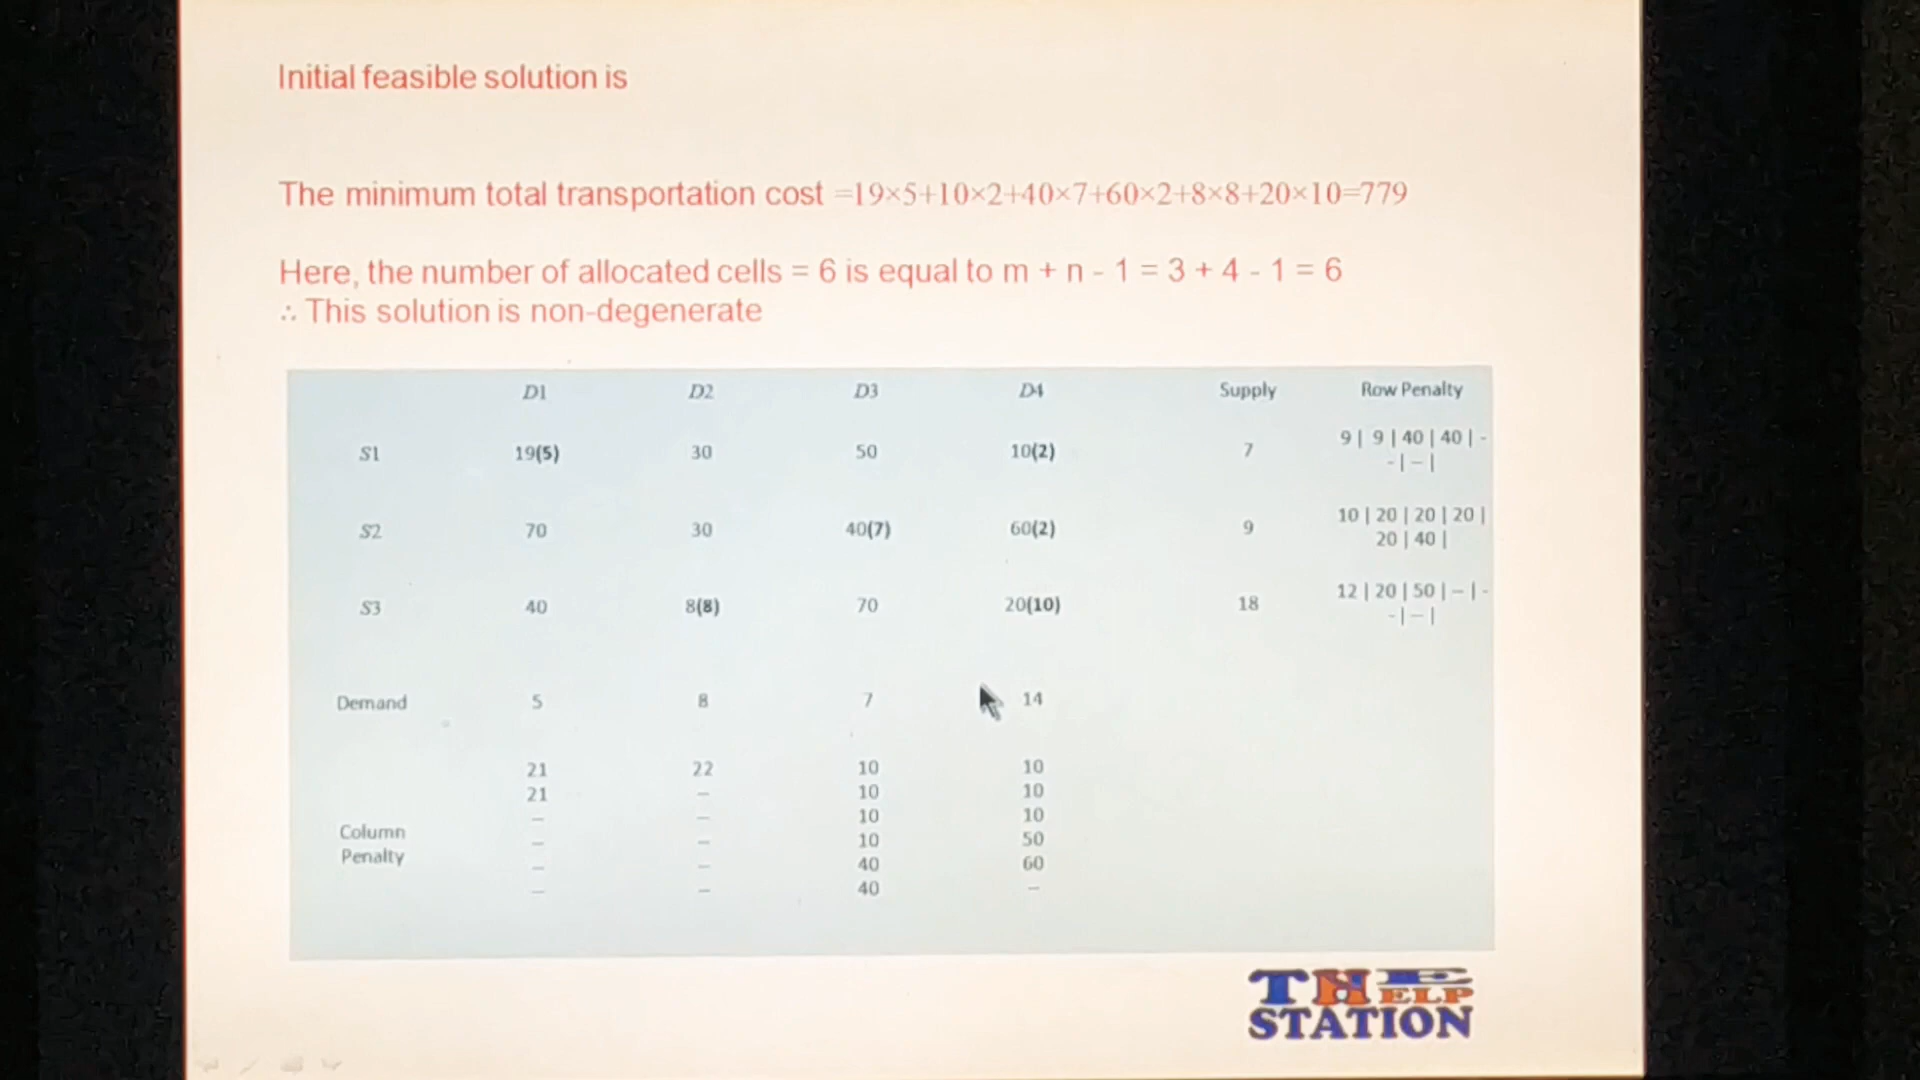 Initial feasible solution is
The minimum total transportation cost =19×5+10×2+40×7+60×2+8×8+20×10=779
Here, the number of allocated cells = 6 is equal to m + n - 1 = 3 + 4 - 1 = 6
∴ This solution is non-degenerate
D1 D2 D3 D4 Supply Row Penalty
S1 19(5) 30 50 10(2) 7 9 | 9 | 40 | 40 | -
- | -- |
S2 70 30 40(7) 60(2) 9 10 | 20 | 20 | 20 |
20 | 40 |
S3 40 8(8) 70 20(10) 18 12 | 20 | 50 | -- | -
- | -- |
Demand 5 8 7 14
21 22 10 10
21 -- 10 10
-- -- 10 10
Column
-- -- 10 50
Penalty
-- -- 40 60
-- -- 40 --
THE
HELP
STATION